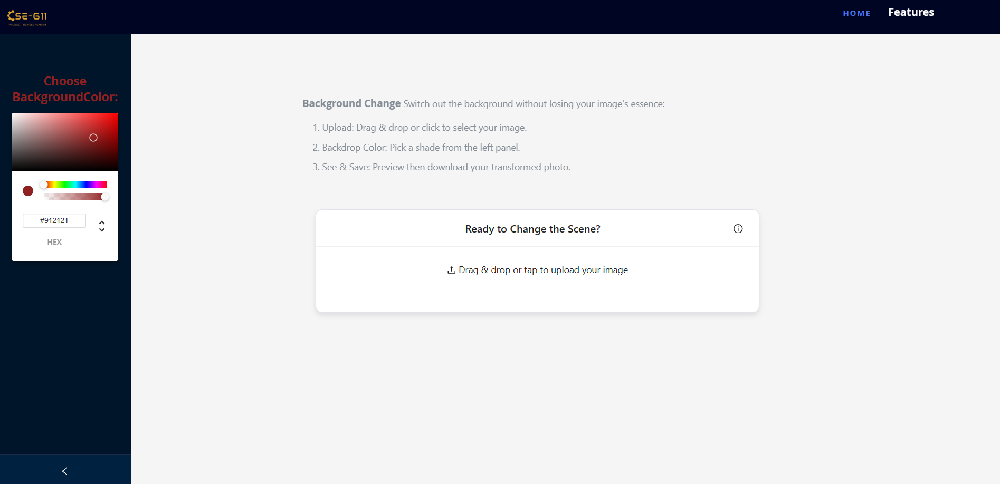 CSE-G11
PROJECT DEVELOPEMENT
HOME
Features
Choose
BackgroundColor:
#912121
HEX
Background Change Switch out the background without losing your image's essence:
1. Upload: Drag & drop or click to select your image.
2. Backdrop Color: Pick a shade from the left panel.
3. See & Save: Preview then download your transformed photo.
Ready to Change the Scene?
Drag & drop or tap to upload your image